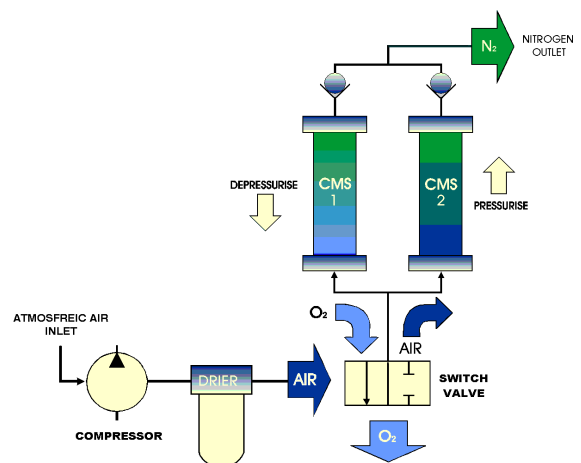 N2
NITROGEN
OUTLET
DEPRESSURISE
CMS
1
CMS
2
PRESSURISE
O2
AIR
ATMOSFREIC AIR
INLET
DRIER
AIR
SWITCH
VALVE
COMPRESSOR
O2